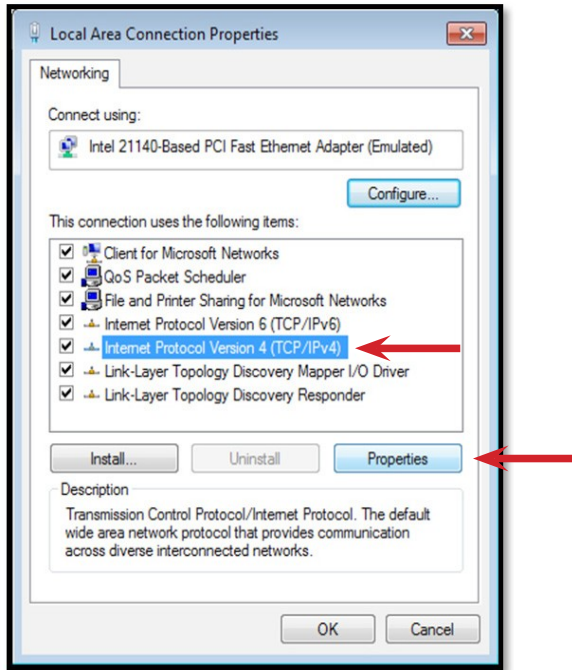 Local Area Connection Properties
Networking
Connect using:
Intel 21140-Based PCI Fast Ethernet Adapter (Emulated)
Configure...
This connection uses the following items:
Client for Microsoft Networks
QoS Packet Scheduler
File and Printer Sharing for Microsoft Networks
Internet Protocol Version 6 (TCP/IPv6)
Internet Protocol Version 4 (TCP/IPv4)
Link-Layer Topology Discovery Mapper I/O Driver
Link-Layer Topology Discovery Responder
Install... Uninstall Properties
Description
Transmission Control Protocol/Internet Protocol. The default
wide area network protocol that provides communication
across diverse interconnected networks.
OK Cancel